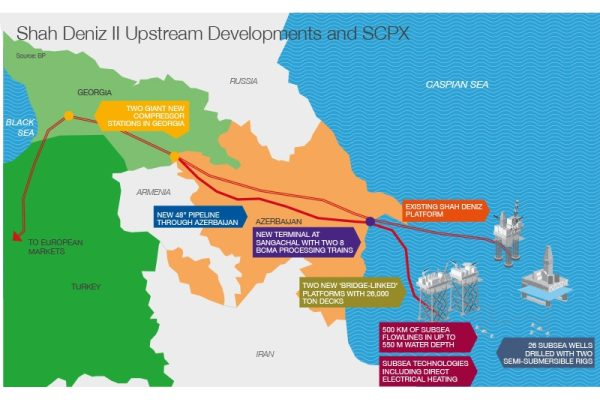 Shah Deniz II Upstream Developments and SCPX
Source: BP
RUSSIA
CASPIAN SEA
GEORGIA
TWO GIANT NEW
COMPRESSOR
STATIONS IN GEORGIA
BLACK
SEA
ARMENIA
NEW 48" PIPELINE
THROUGH AZERBAIJAN
AZERBAIJAN
EXISTING SHAH DENIZ
PLATFORM
NEW TERMINAL AT
SANGACHAL WITH TWO 8
BCMA PROCESSING TRAINS
TO EUROPEAN
MARKETS
TURKEY
TWO NEW 'BRIDGE-LINKED'
PLATFORMS WITH 26,000
TON DECKS
500 KM OF SUBSEA
FLOWLINES IN UP TO
550 M WATER DEPTH
IRAN
SUBSEA TECHNOLOGIES
INCLUDING DIRECT
ELECTRICAL HEATING
26 SUBSEA WELLS
DRILLED WITH TWO
SEMI-SUBMERSIBLE RIGS